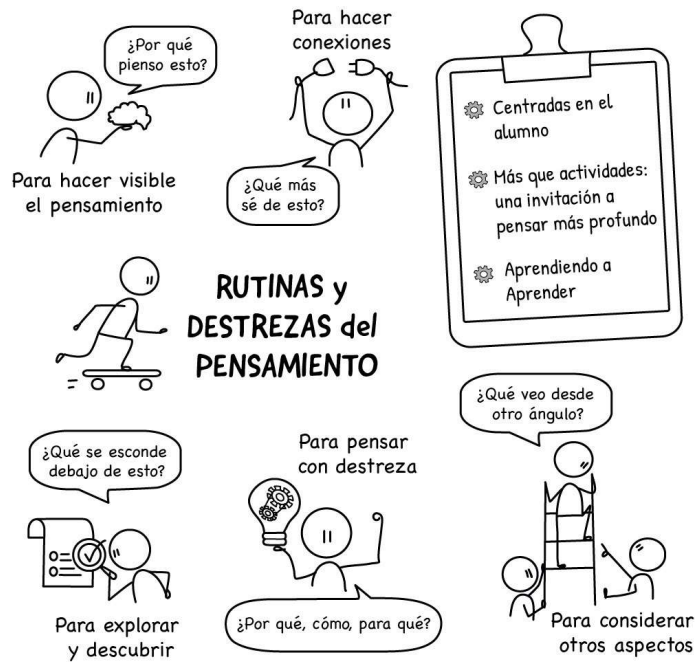 ¿Por qué
pienso esto?
Para hacer visible
el pensamiento
Para hacer
conexiones
¿Qué más
sé de esto?
Centradas en el
alumno
Más que actividades:
una invitación a
pensar más profundo
Aprendiendo a
Aprender
RUTINAS y
DESTREZAS del
PENSAMIENTO
¿Qué se esconde
debajo de esto?
Para explorar
y descubrir
Para pensar
con destreza
¿Por qué, cómo, para qué?
¿Qué veo desde
otro ángulo?
Para considerar
otros aspectos